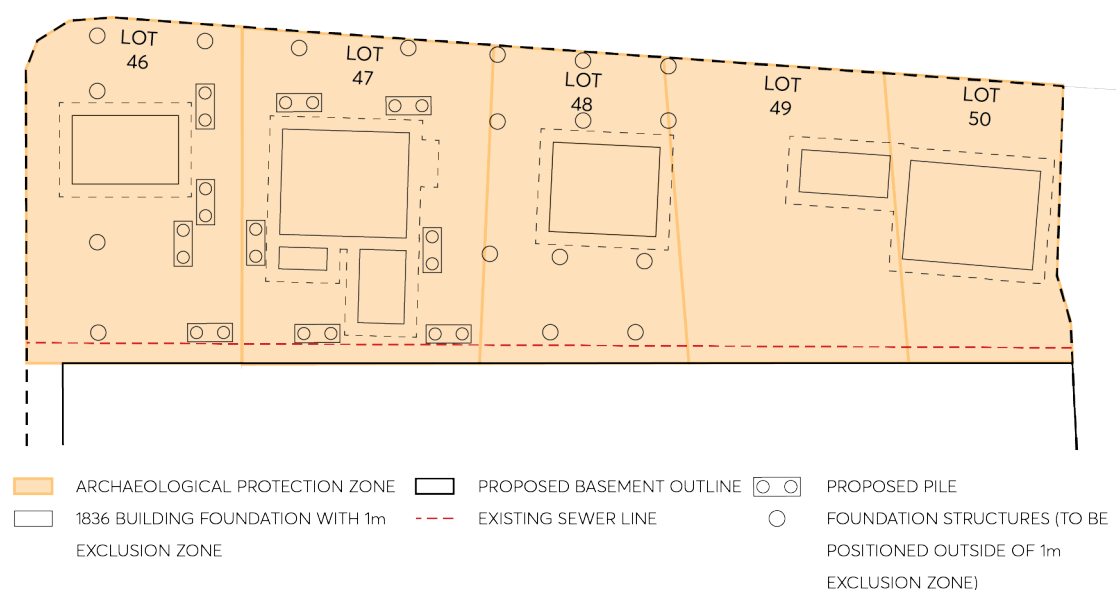 LOT
46
LOT
47
LOT
48
LOT
49
LOT
50
ARCHAEOLOGICAL PROTECTION ZONE
1836 BUILDING FOUNDATION WITH 1m
EXCLUSION ZONE
PROPOSED BASEMENT OUTLINE
EXISTING SEWER LINE
PROPOSED PILE
FOUNDATION STRUCTURES (TO BE
POSITIONED OUTSIDE OF 1m
EXCLUSION ZONE)